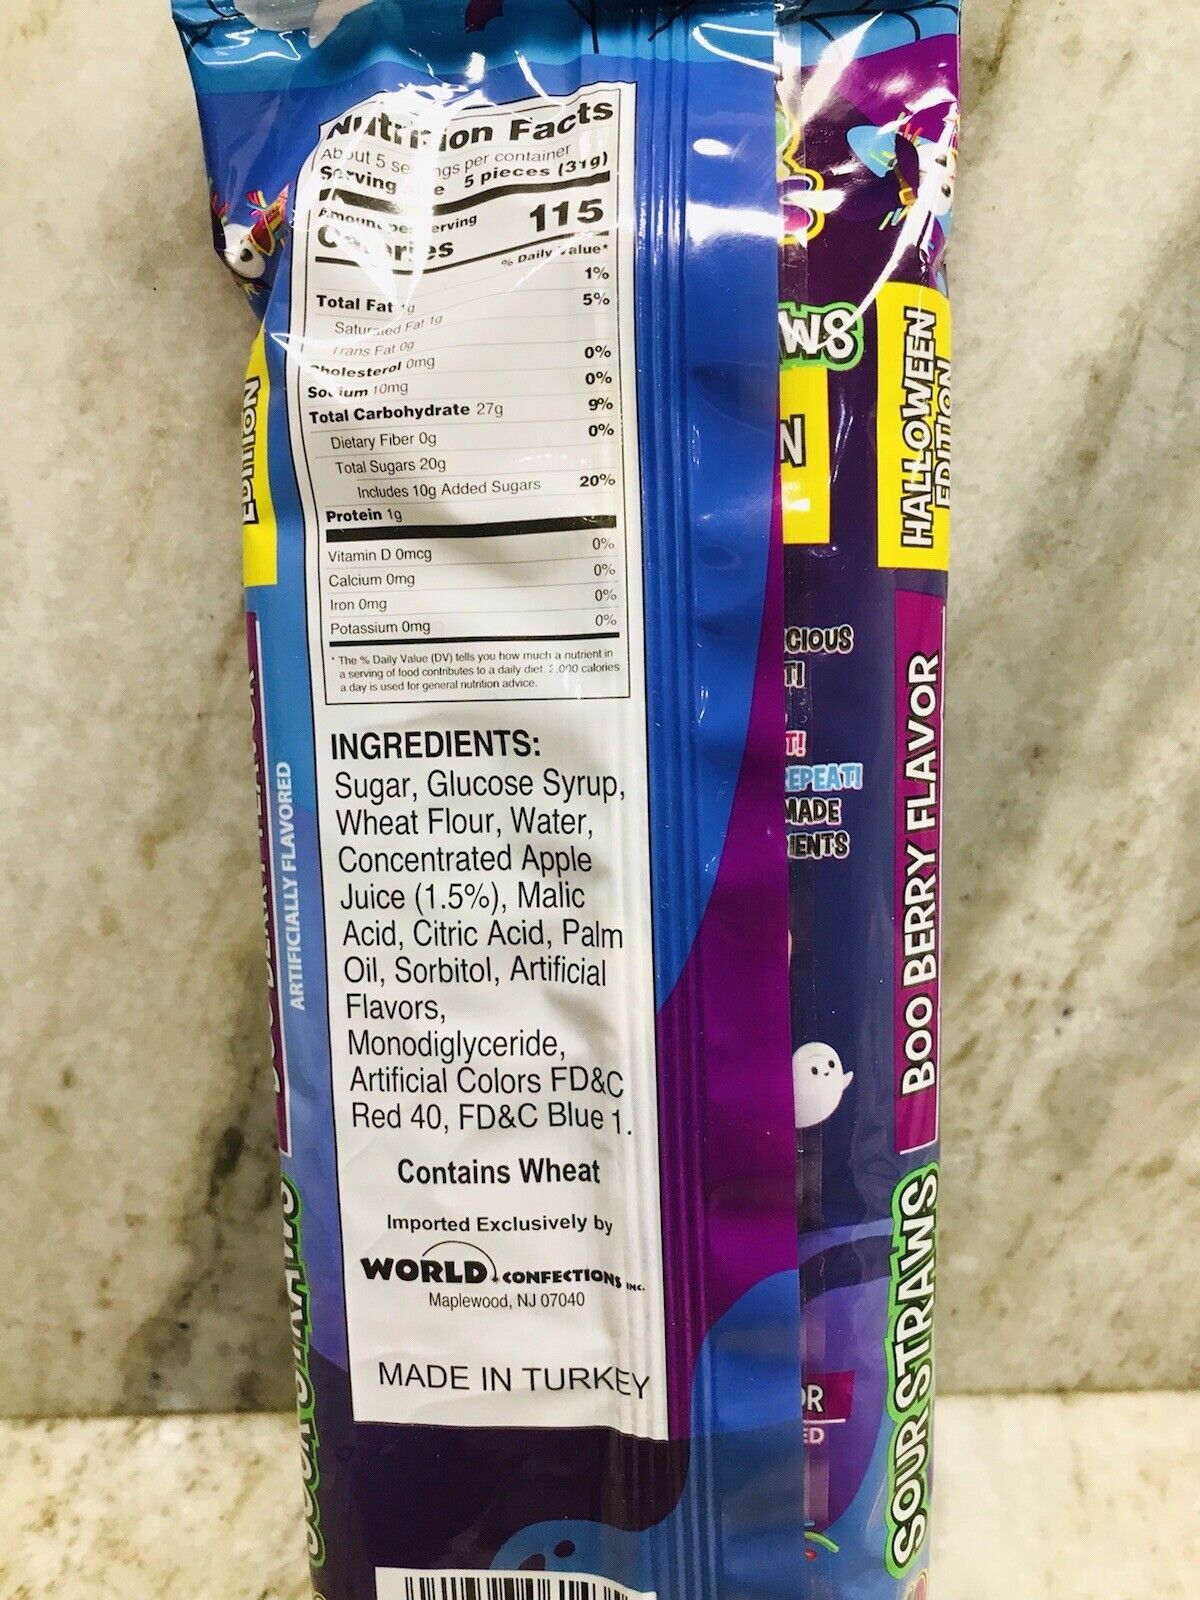 Nutrition Facts
About 5 servings per container
Serving 5 pieces (31g)
Amount per serving
Calories 115
% Daily Value*
Total Fat 1g 1%
Saturated Fat 1g 5%
Trans Fat 0g
Cholesterol 0mg 0%
Sodium 10mg 0%
Total Carbohydrate 27g 9%
Dietary Fiber 0g 0%
Total Sugars 20g
Includes 10g Added Sugars 20%
Protein 1g
Vitamin D 0mcg 0%
Calcium 0mg 0%
Iron 0mg 0%
Potassium 0mg 0%
* The % Daily Value (DV) tells you how much a nutrient in
a serving of food contributes to a daily diet. 2,000 calories
a day is used for general nutrition advice.
INGREDIENTS:
Sugar, Glucose Syrup,
Wheat Flour, Water,
Concentrated Apple
Juice (1.5%), Malic
Acid, Citric Acid, Palm
Oil, Sorbitol, Artificial
Flavors,
Monodiglyceride,
Artificial Colors FD&C
Red 40, FD&C Blue 1.
Contains Wheat
Imported Exclusively by
WORLD CONFECTIONS INC.
Maplewood, NJ 07040
MADE IN TURKEY
EDITION
ARTIFICIALLY FLAVORED
W8
N
CIOUS
T!
T!
EPEAT!
MADE
IENTS
OR
ED
HALLOWEEN
EDITION
BOO BERRY FLAVOR
SOUR STRAWS